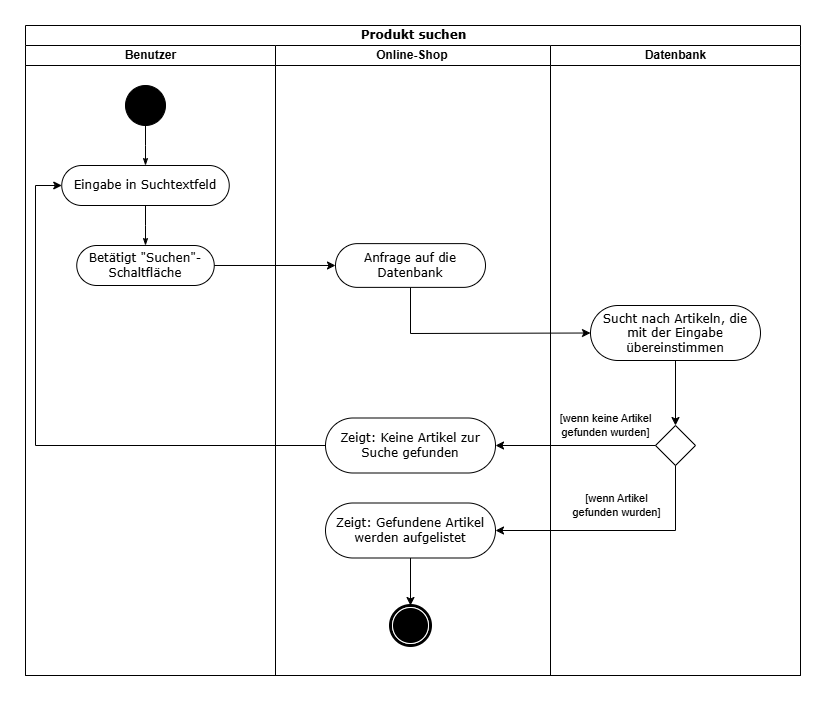 Produkt suchen
Benutzer
Online-Shop
Datenbank
Eingabe in Suchtextfeld
Betätigt "Suchen"-
Schaltfläche
Anfrage auf die
Datenbank
Sucht nach Artikeln, die
mit der Eingabe
übereinstimmen
[wenn keine Artikel
gefunden wurden]
Zeigt: Keine Artikel zur
Suche gefunden
[wenn Artikel
gefunden wurden]
Zeigt: Gefundene Artikel
werden aufgelistet